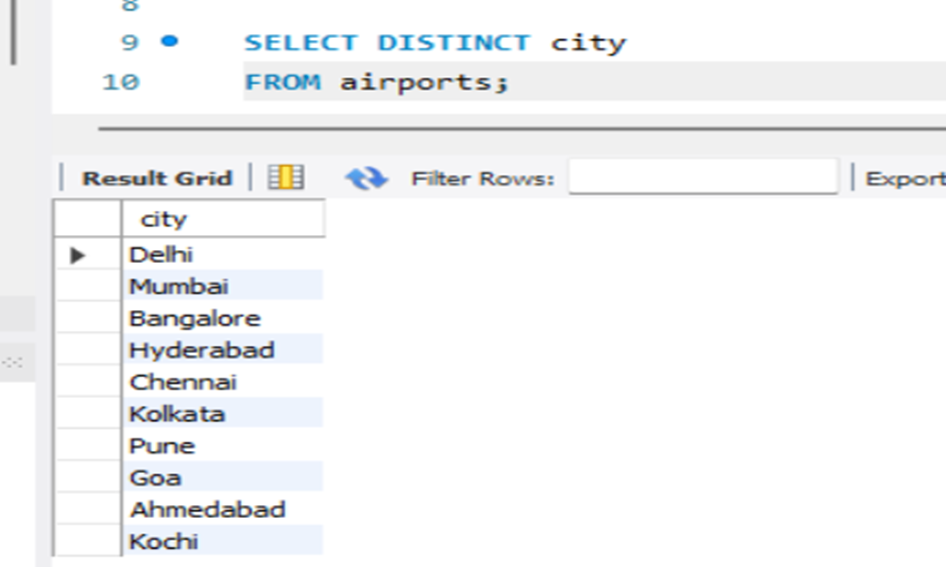 8
9 SELECT DISTINCT city
10 FROM airports;
Result Grid Filter Rows: Export
city
Delhi
Mumbai
Bangalore
Hyderabad
Chennai
Kolkata
Pune
Goa
Ahmedabad
Kochi